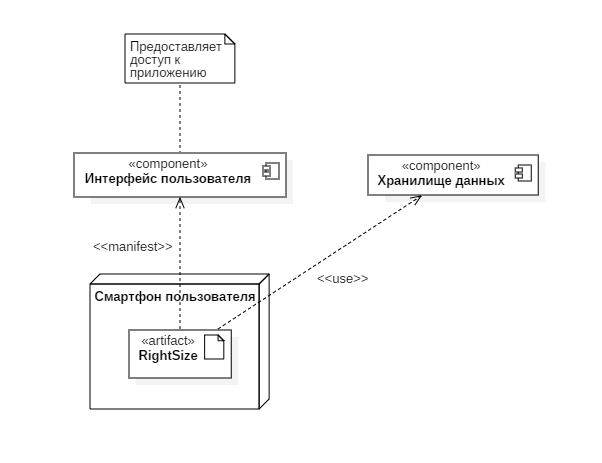 Предоставляет
доступ к
приложению
«component»
Интерфейс пользователя
«component»
Хранилище данных
<<manifest>>
<<use>>
Смартфон пользователя
«artifact»
RightSize